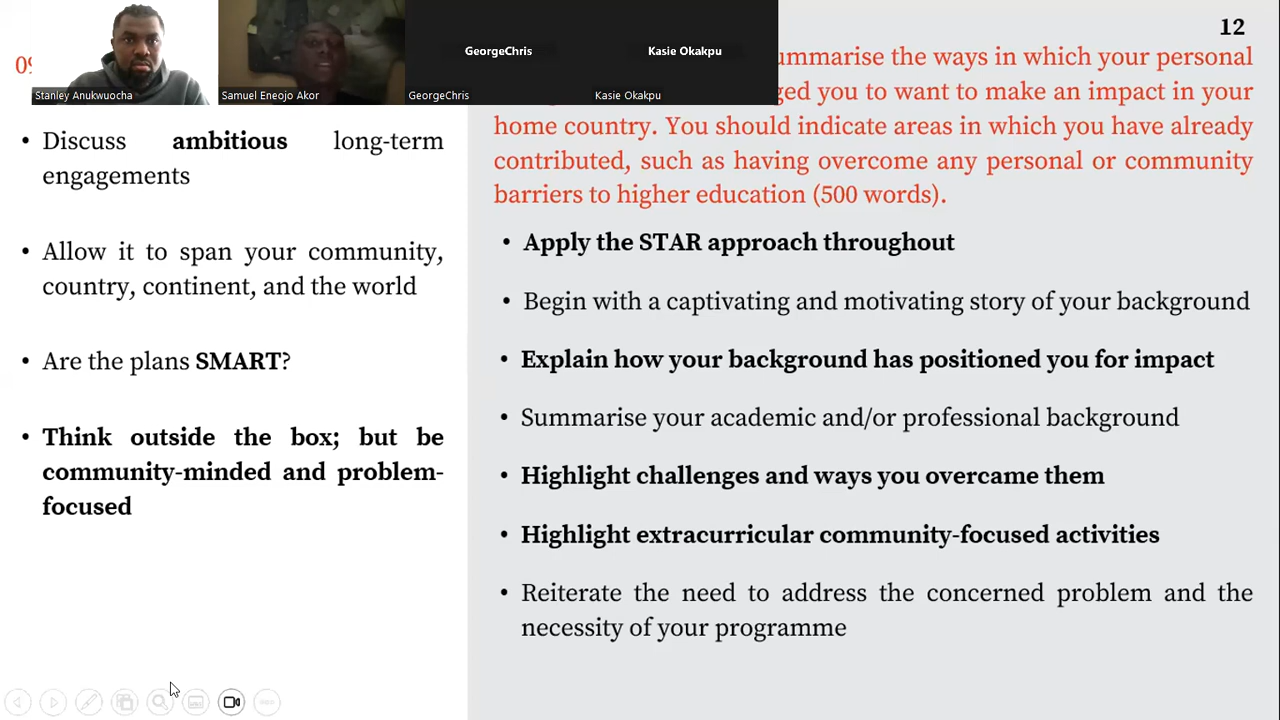 12
GeorgeChris
Kasie Okakpu
Stanley Anukwuocha
Samuel Eneojo Akor
GeorgeChris
Kasie Okakpu
• Discuss ambitious long-term
engagements
• Allow it to span your community,
country, continent, and the world
• Are the plans SMART?
• Think outside the box; but be
community-minded and problem-
focused
the ways in which your personal
you to want to make an impact in your
home country. You should indicate areas in which you have already
contributed, such as having overcome any personal or community
barriers to higher education (500 words).
• Apply the STAR approach throughout
• Begin with a captivating and motivating story of your background
• Explain how your background has positioned you for impact
• Summarise your academic and/or professional background
• Highlight challenges and ways you overcame them
• Highlight extracurricular community-focused activities
• Reiterate the need to address the concerned problem and the
necessity of your programme